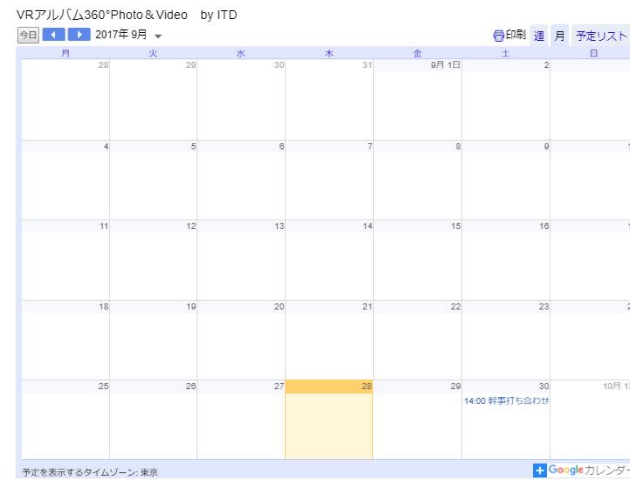 VRアルバム360°Photo＆Video by ITD
今日 2017年 9月 印刷 週 月 予定リスト
月 火 水 木 金 土 日
28 29 30 31 9月 1日 2
4 5 6 7 8 9 1
11 12 13 14 15 16 1
18 19 20 21 22 23 2
25 26 27 28 29 30 10月 1
14:00 幹事打ち合わせ
予定を表示するタイムゾーン: 東京 Googleカレンダー